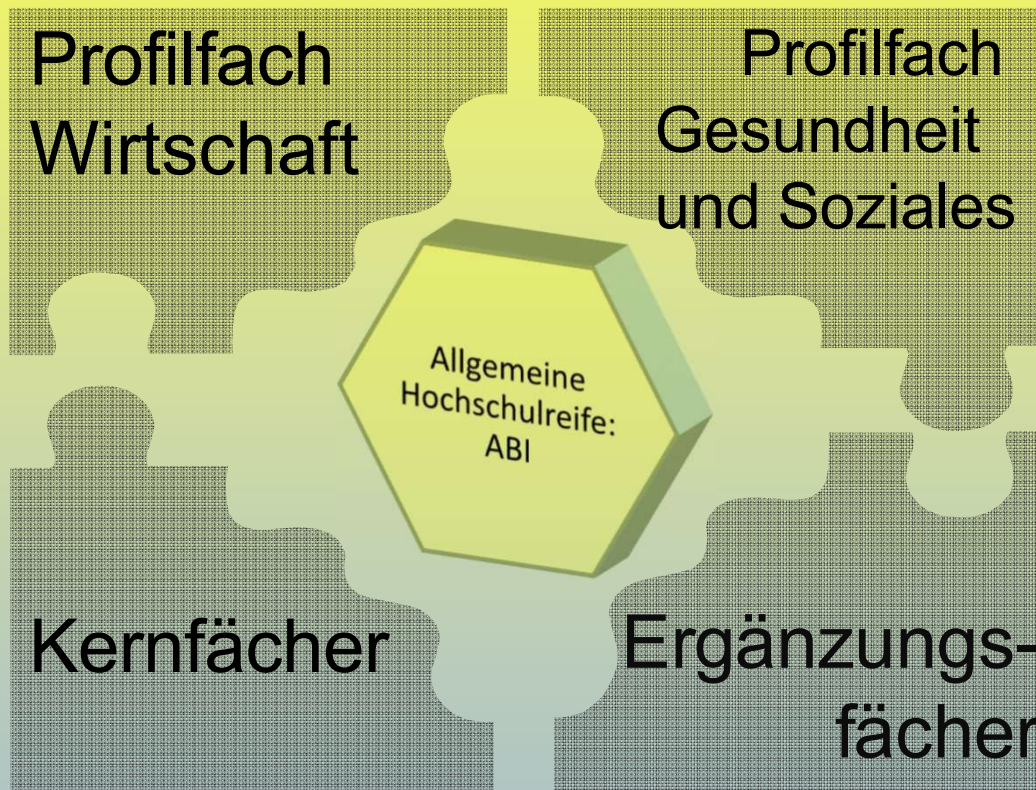 Profilfach
Wirtschaft
Profilfach
Gesundheit
und Soziales
Allgemeine
Hochschulreife:
ABI
Kernfächer
Ergänzungs-
fächer